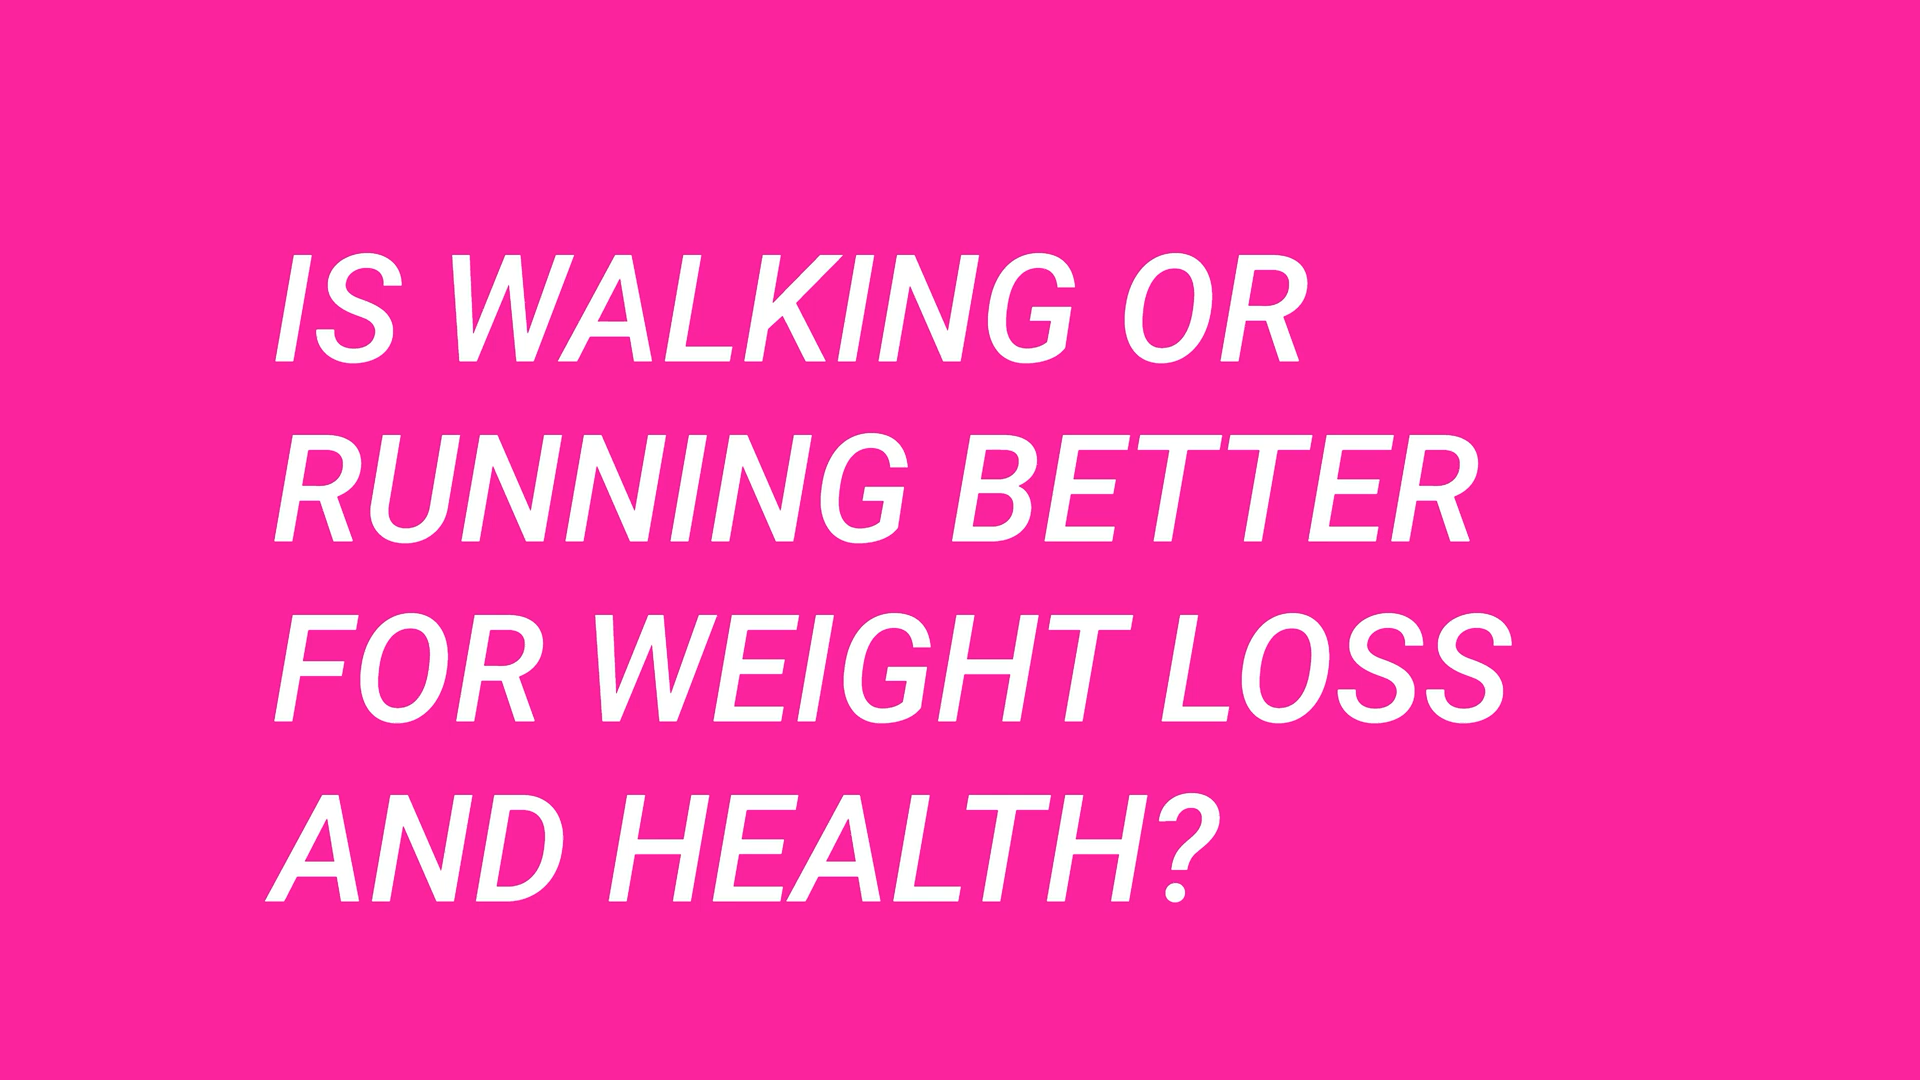 IS WALKING OR
RUNNING BETTER
FOR WEIGHT LOSS
AND HEALTH?